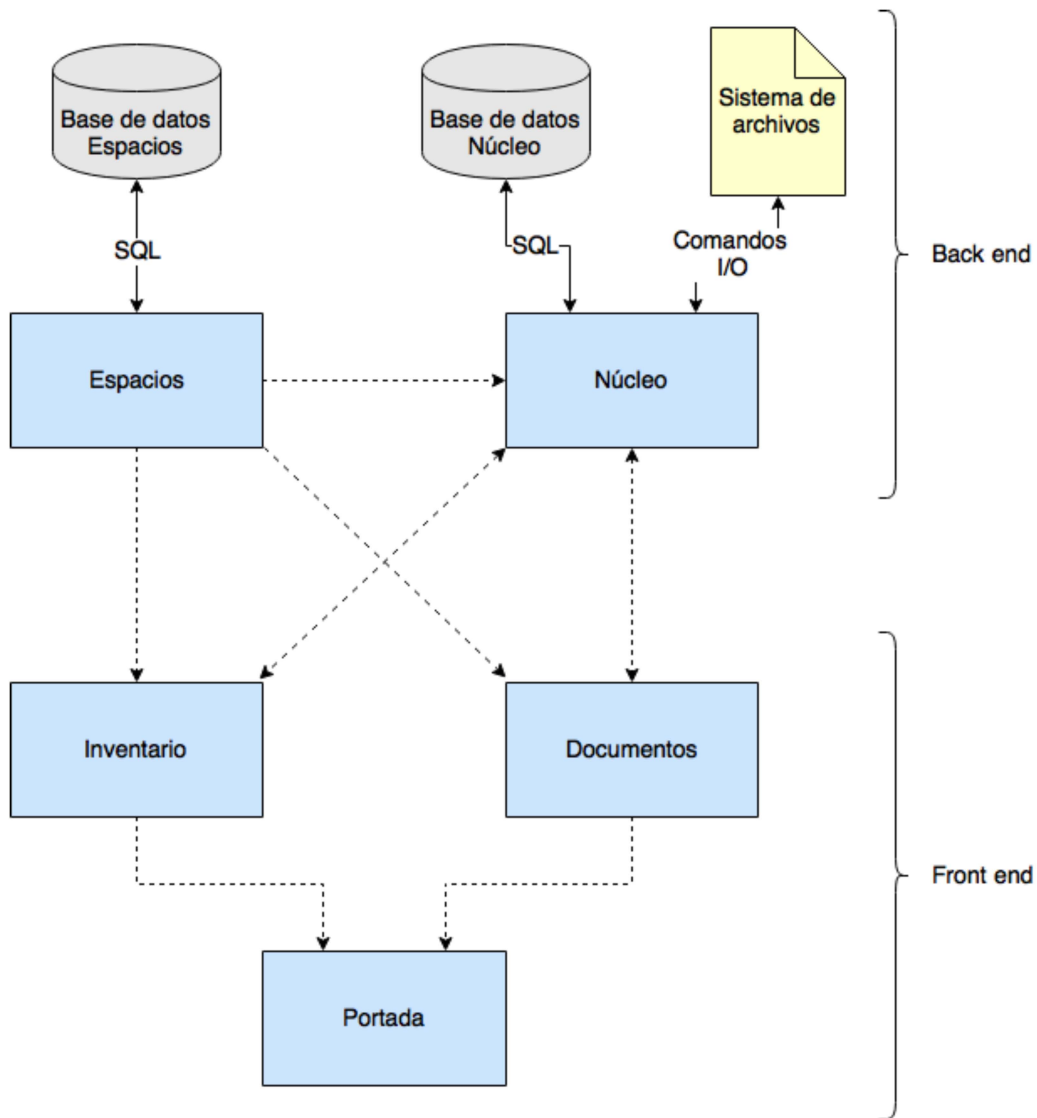 Base de datos
Espacios
Base de datos
Núcleo
Sistema de
archivos
SQL
SQL
Comandos
I/O
Back end
Espacios
Núcleo
Inventario
Documentos
Front end
Portada